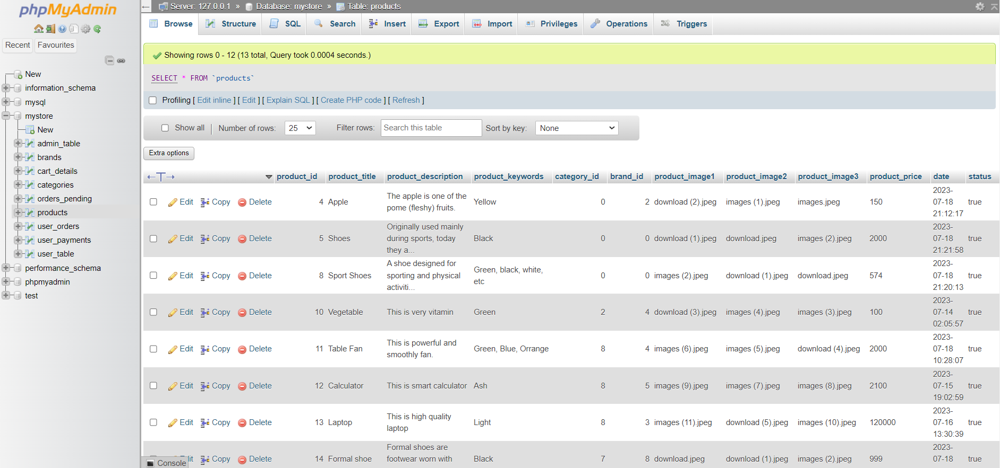 phpMyAdmin
Recent Favourites
New
information_schema
mysql
mystore
New
admin_table
brands
cart_details
categories
orders_pending
products
user_orders
user_payments
user_table
performance_schema
phpmyadmin
test
Server: 127.0.0.1 » Database: mystore » Table: products
Browse Structure SQL Search Insert Export Import Privileges Operations Triggers
Showing rows 0 - 12 (13 total, Query took 0.0004 seconds.)
SELECT * FROM `products`
Profiling [ Edit inline ] [ Edit ] [ Explain SQL ] [ Create PHP code ] [ Refresh ]
Show all Number of rows: 25 Filter rows: Search this table Sort by key: None
Extra options
product_id product_title product_description product_keywords category_id brand_id product_image1 product_image2 product_image3 product_price date status
Edit Copy Delete 4 Apple The apple is one of the pome (fleshy) fruits. Yellow 0 2 download (2).jpeg images (1).jpeg images.jpeg 150 2023-07-18 21:12:17 true
Edit Copy Delete 5 Shoes Originally used mainly during sports, today they a... Black 0 0 download (1).jpeg download.jpeg images (2).jpeg 2000 2023-07-18 21:21:58 true
Edit Copy Delete 8 Sport Shoes A shoe designed for sporting and physical activiti... Green, black, white, etc 0 0 images (2).jpeg download (1).jpeg download.jpeg 574 2023-07-18 21:20:13 true
Edit Copy Delete 10 Vegetable This is very vitamin Green 2 4 download (3).jpeg images (4).jpeg images (3).jpeg 100 2023-07-14 02:05:57 true
Edit Copy Delete 11 Table Fan This is powerful and smoothly fan. Green, Blue, Orrange 8 4 images (6).jpeg images (5).jpeg download (4).jpeg 2000 2023-07-18 10:28:07 true
Edit Copy Delete 12 Calculator This is smart calculator Ash 8 5 images (9).jpeg images (7).jpeg images (8).jpeg 2100 2023-07-15 19:02:59 true
Edit Copy Delete 13 Laptop This is high quality laptop Light 8 3 images (11).jpeg download (5).jpeg images (10).jpeg 120000 2023-07-16 13:30:39 true
Copy Delete 14 Formal shoe Formal shoes are footwear worn with Black 7 8 download.jpeg download (1).jpeg images (2).jpeg 999 2023-07-18 true
Console